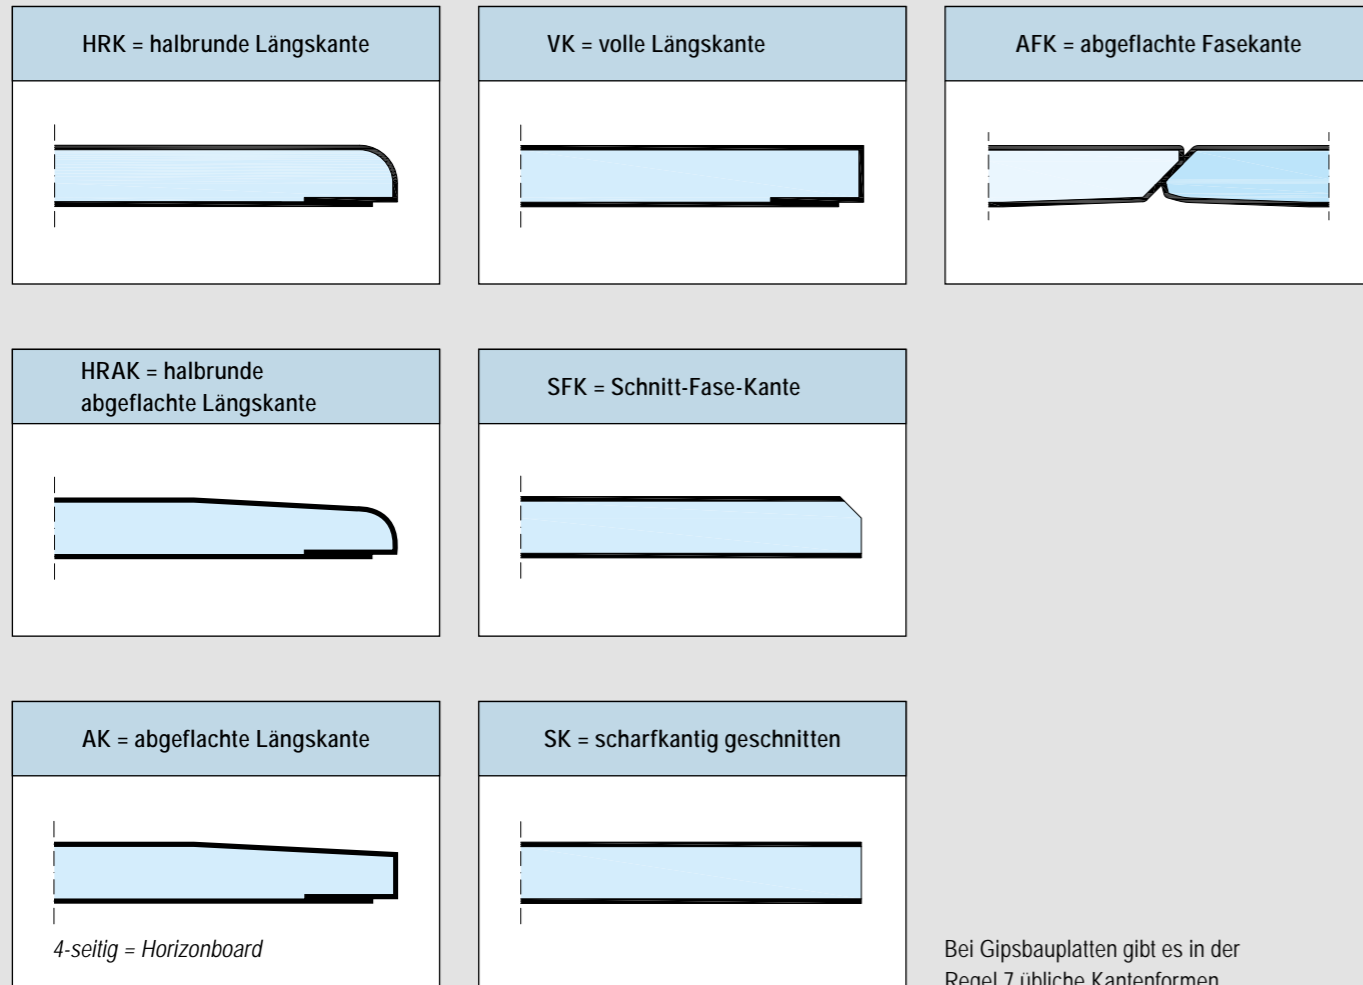 HRK = halbrunde Längskante
VK = volle Längskante
AFK = abgeflachte Fasekante
HRAK = halbrunde
abgeflachte Längskante
SFK = Schnitt-Fase-Kante
AK = abgeflachte Längskante
SK = scharfkantig geschnitten
4-seitig = Horizonboard
Bei Gipsbauplatten gibt es in der
Regel 7 übliche Kantenformen